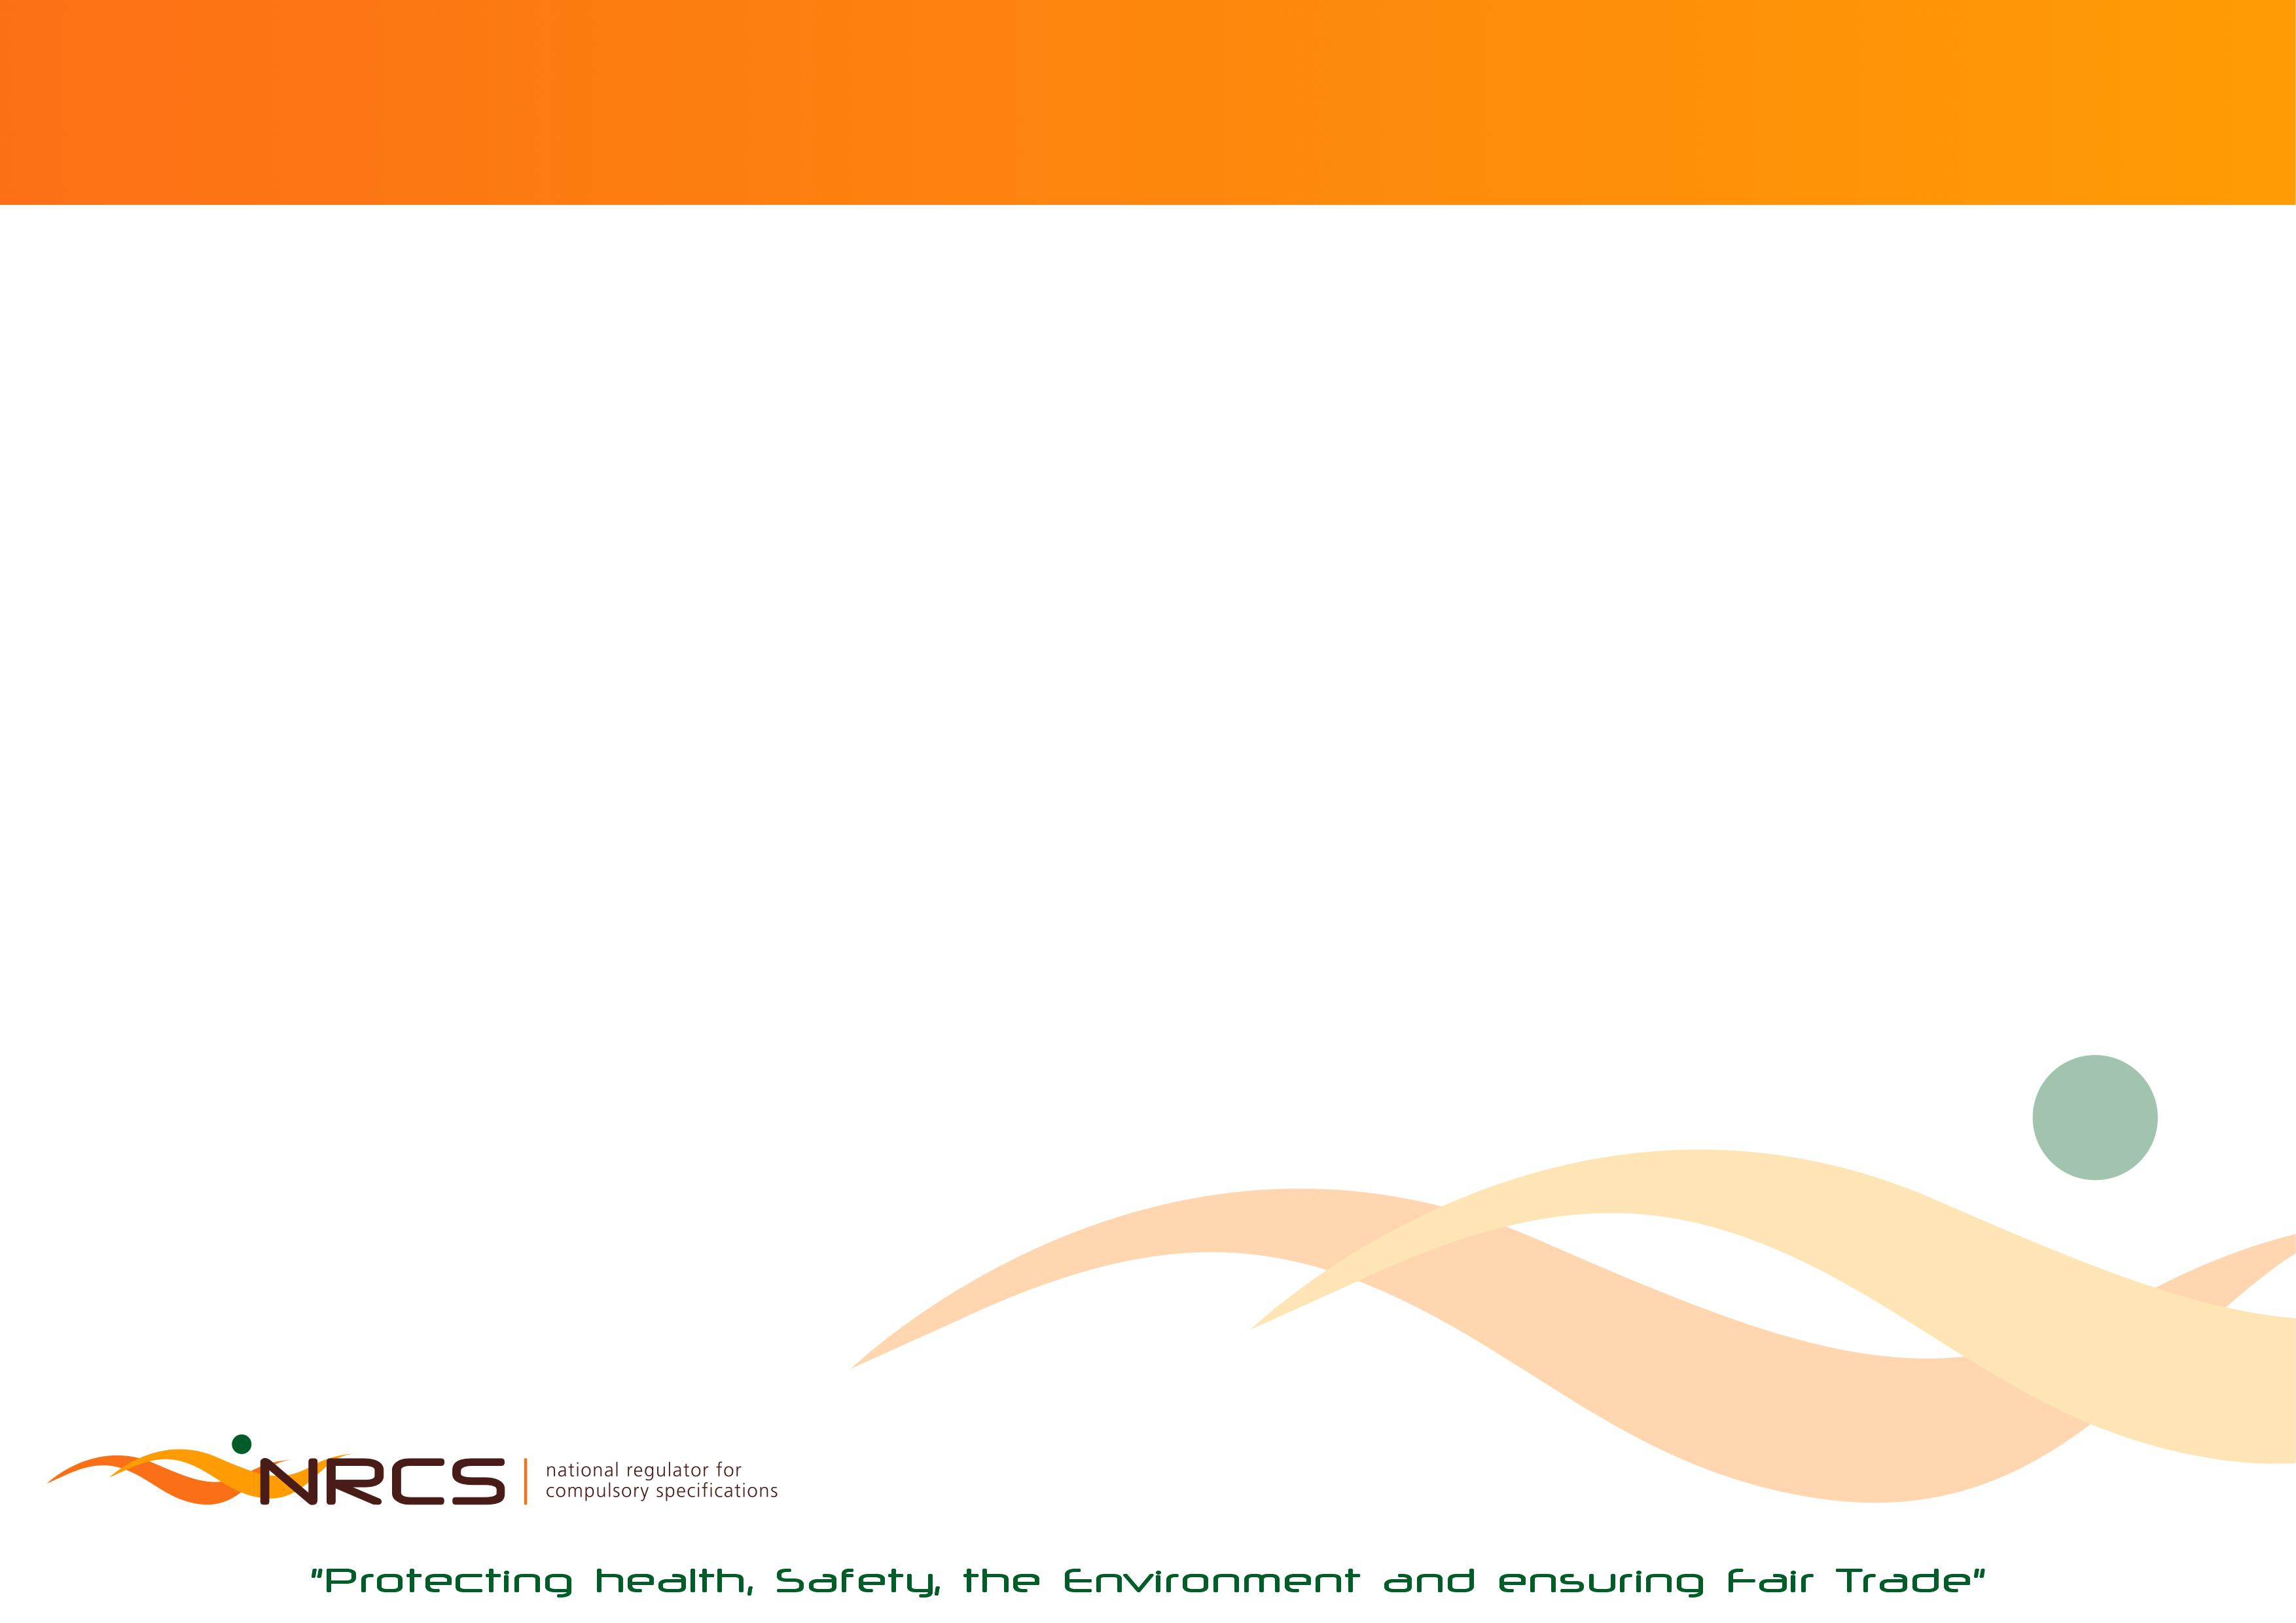 NRCS
national regulator for
compulsory specifications
"Protecting health, Safety, the Environment and ensuring Fair Trade"